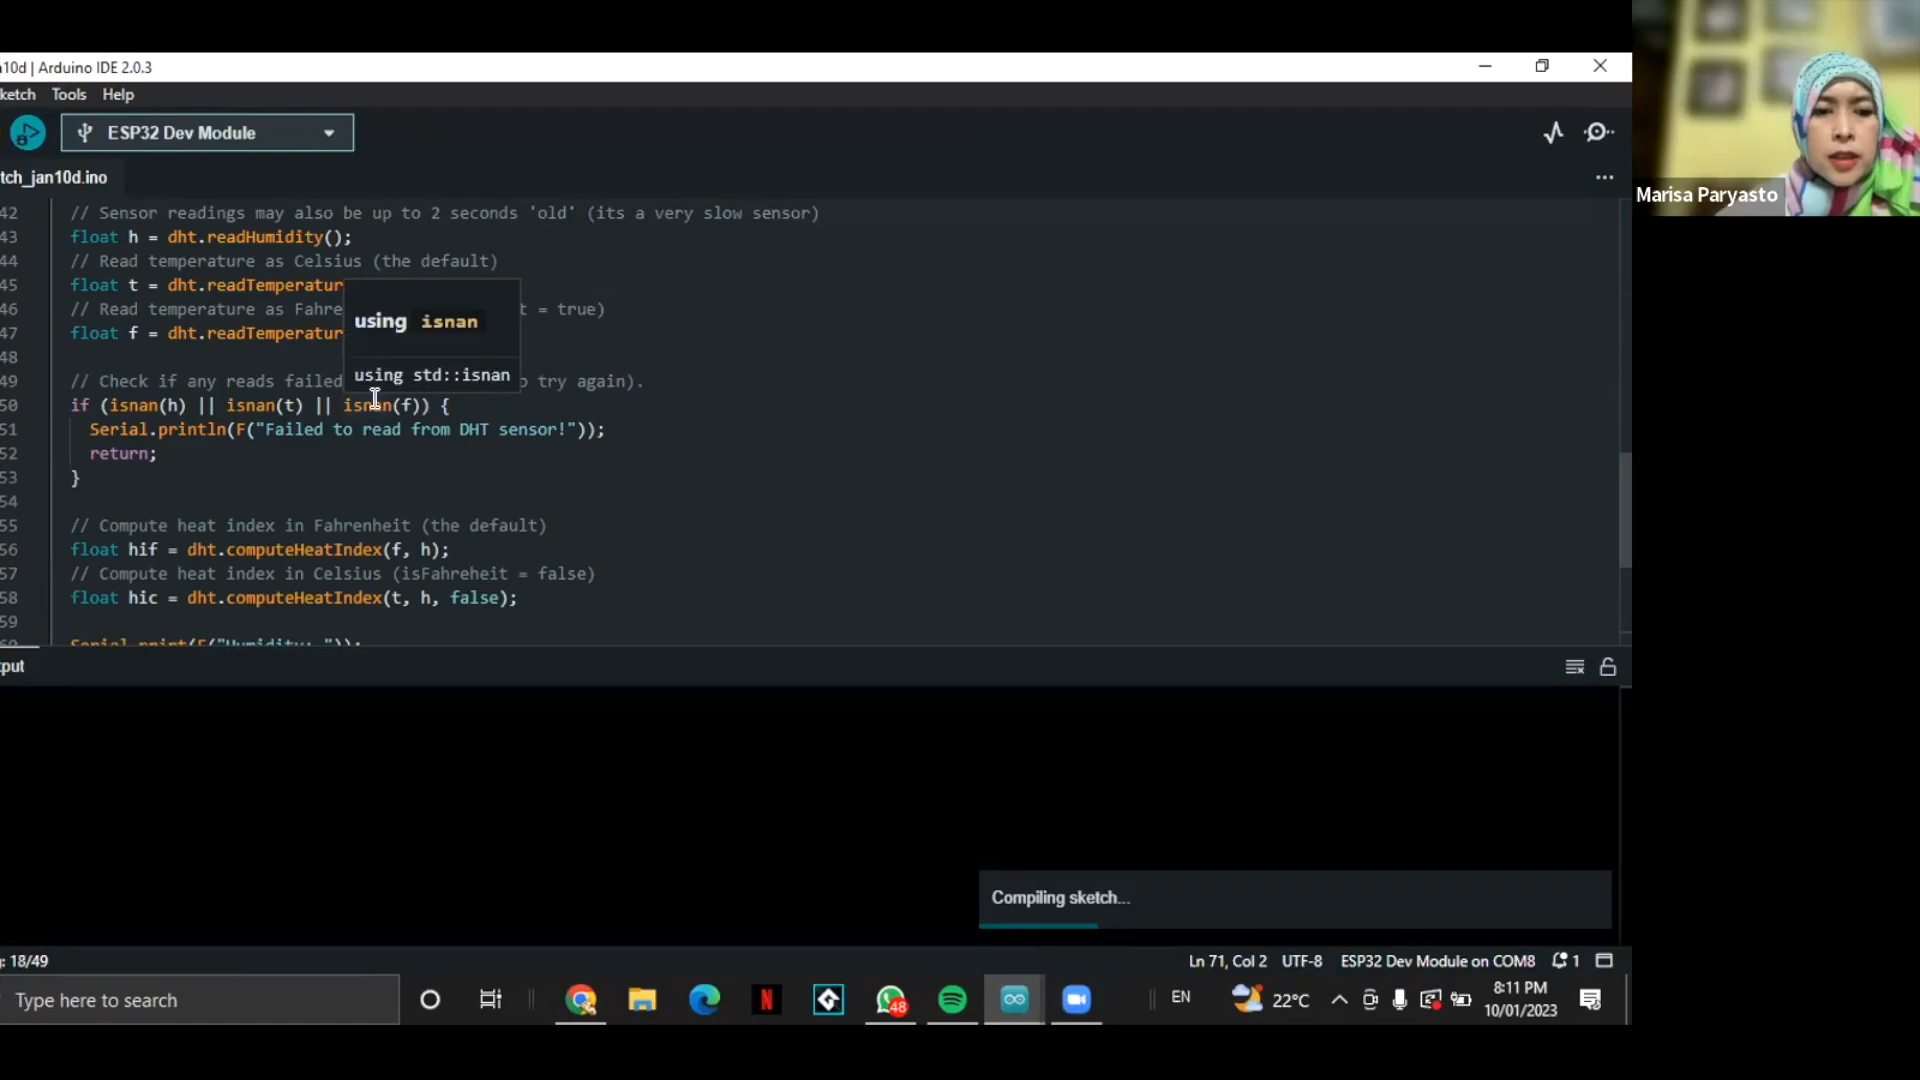 10d | Arduino IDE 2.0.3
ketch Tools Help
ESP32 Dev Module
tch_jan10d.ino
Marisa Paryasto
42 // Sensor readings may also be up to 2 seconds 'old' (its a very slow sensor)
43 float h = dht.readHumidity();
44 // Read temperature as Celsius (the default)
45 float t = dht.readTemperatur
46 // Read temperature as Fahre t = true)
using isnan
47 float f = dht.readTemperatur
48
using std::isnan
49 // Check if any reads failed try again).
50 if (isnan(h) || isnan(t) || isnan(f)) {
51 Serial.println(F("Failed to read from DHT sensor!"));
52 return;
53 }
54
55 // Compute heat index in Fahrenheit (the default)
56 float hif = dht.computeHeatIndex(f, h);
57 // Compute heat index in Celsius (isFahreheit = false)
58 float hic = dht.computeHeatIndex(t, h, false);
59
60 Serial.print(F("Humidity: "));
put
Compiling sketch...
: 18/49
Ln 71, Col 2 UTF-8 ESP32 Dev Module on COM8 1
Type here to search
48
EN
22°C
8:11 PM
10/01/2023